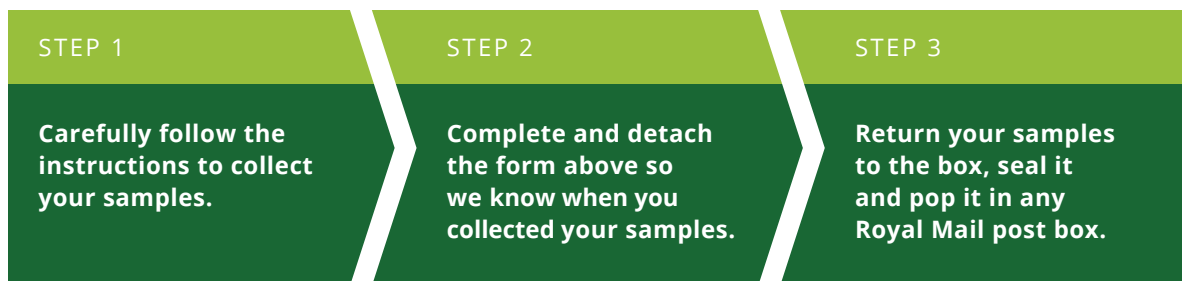 STEP 1
Carefully follow the
instructions to collect
your samples.
STEP 2
Complete and detach
the form above so
we know when you
collected your samples.
STEP 3
Return your samples
to the box, seal it
and pop it in any
Royal Mail post box.